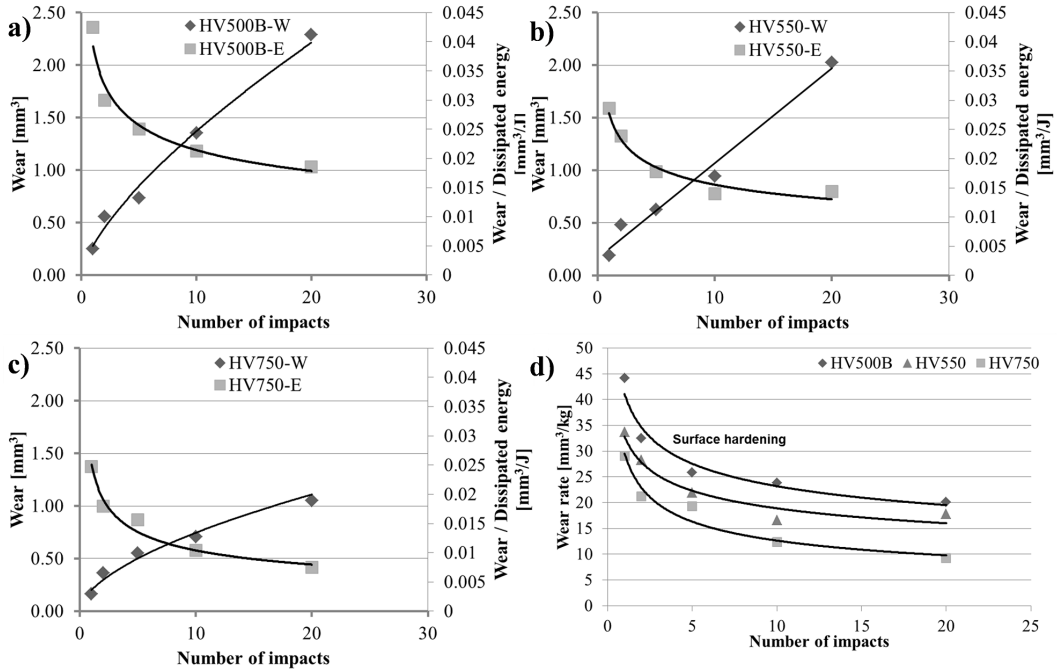 a)
HV500B-W
HV500B-E
2.50
2.00
1.50
1.00
0.50
0.00
Wear [mm³]
0.045
0.04
0.035
0.03
0.025
0.02
0.015
0.01
0.005
0
Wear / Dissipated energy
[mm³/J]
0
10
20
30
Number of impacts
b)
HV550-W
HV550-E
2.50
2.00
1.50
1.00
0.50
0.00
Wear [mm³]
0.045
0.04
0.035
0.03
0.025
0.02
0.015
0.01
0.005
0
Wear / Dissipated energy
[mm³/J]
0
10
20
30
Number of impacts
c)
HV750-W
HV750-E
2.50
2.00
1.50
1.00
0.50
0.00
Wear [mm³]
0.045
0.04
0.035
0.03
0.025
0.02
0.015
0.01
0.005
0
Wear / Dissipated energy
[mm³/J]
0
10
20
30
Number of impacts
d)
HV500B HV550 HV750
50
45
40
35
30
25
20
15
10
5
0
Wear rate [mm³/kg]
Surface hardening
0
5
10
15
20
25
Number of impacts